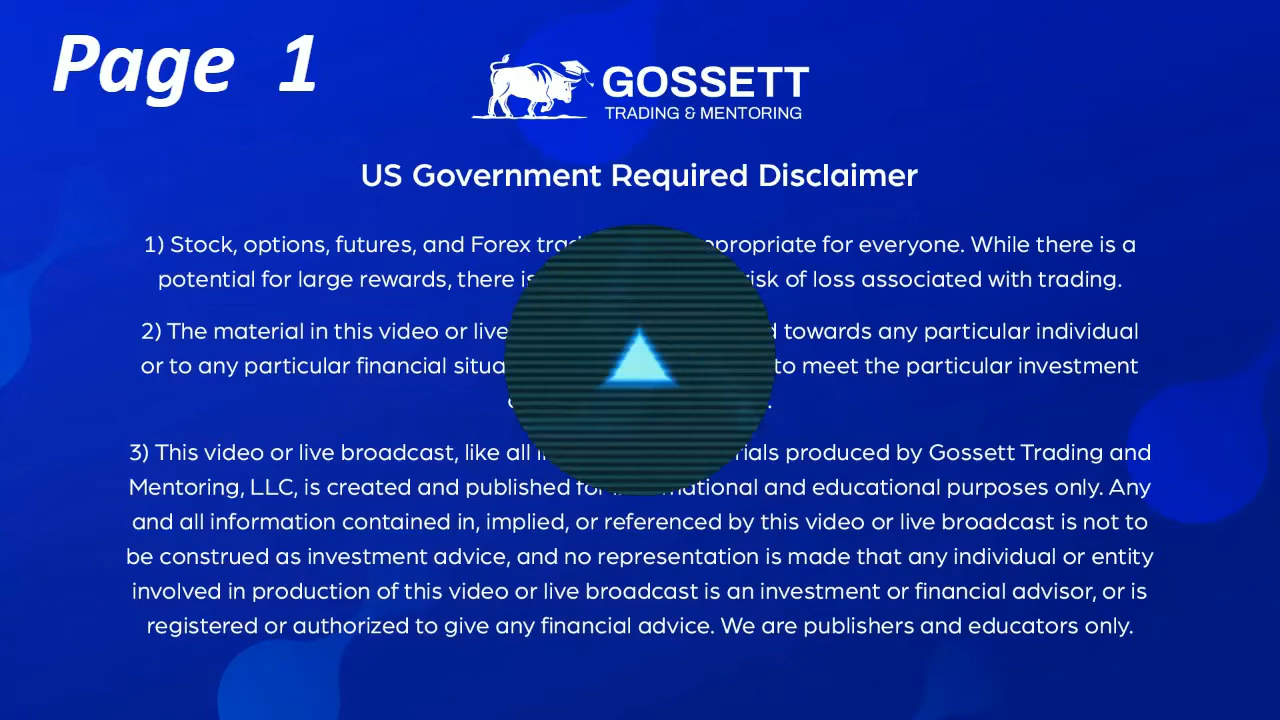 Page 1
GOSSETT
TRADING & MENTORING
US Government Required Disclaimer
1) Stock, options, futures, and Forex for everyone. While there is a
potential for large rewards, there of loss associated with trading.
2) The material in this video or live towards any particular individual
or to any particular financial to meet the particular investment
3) This video or live broadcast, like all produced by Gossett Trading and
Mentoring, LLC, is created and published for and educational purposes only. Any
and all information contained in, implied, or referenced by this video or live broadcast is not to
be construed as investment advice, and no representation is made that any individual or entity
involved in production of this video or live broadcast is an investment or financial advisor, or is
registered or authorized to give any financial advice. We are publishers and educators only.